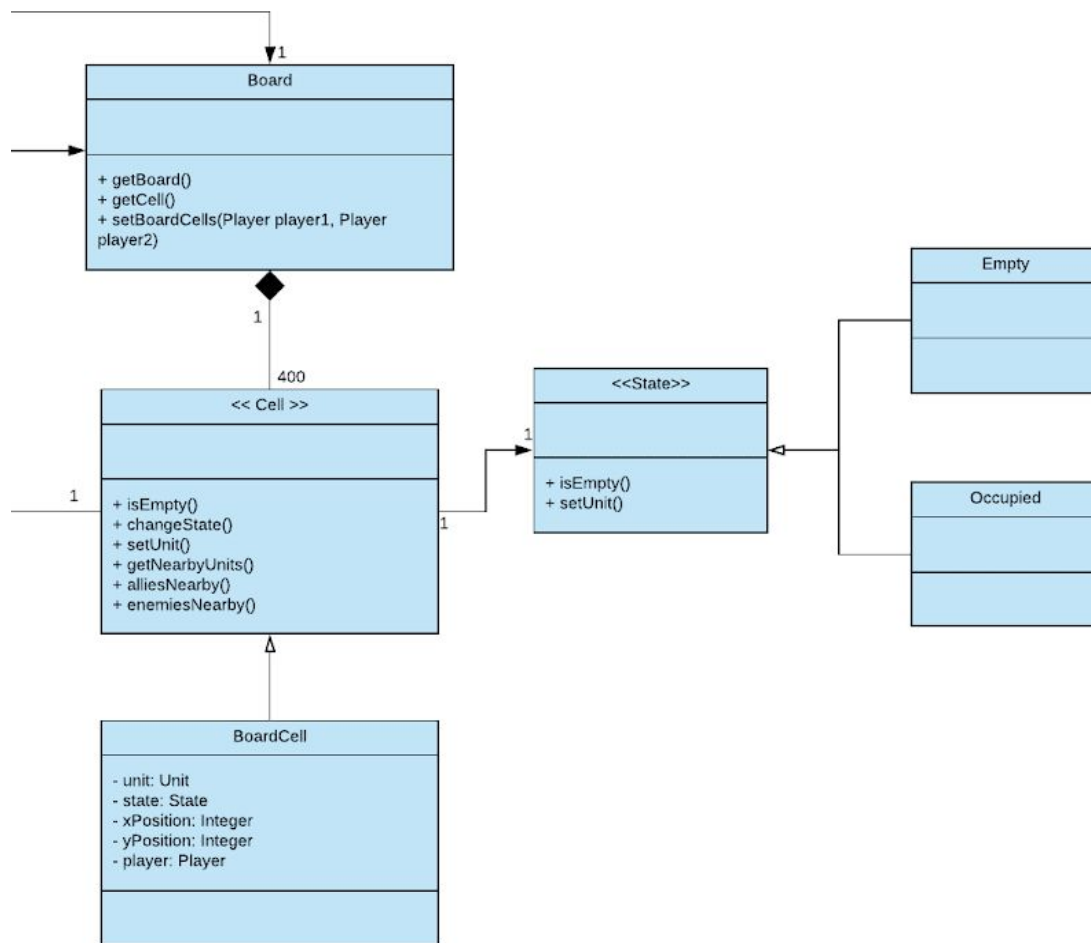 1
Board
+ getBoard()
+ getCell()
+ setBoardCells(Player player1, Player
player2)
1
400
<< Cell >>
1
+ isEmpty()
+ changeState()
+ setUnit()
+ getNearbyUnits()
+ alliesNearby()
+ enemiesNearby()
1
1
<<State>>
+ isEmpty()
+ setUnit()
Empty
Occupied
BoardCell
- unit: Unit
- state: State
- xPosition: Integer
- yPosition: Integer
- player: Player